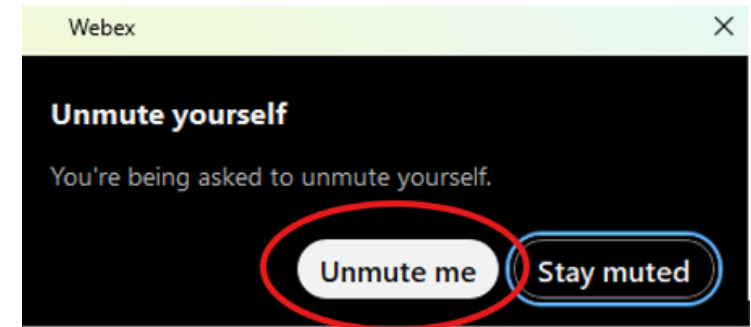 Webex
Unmute yourself
You're being asked to unmute yourself.
Unmute me Stay muted